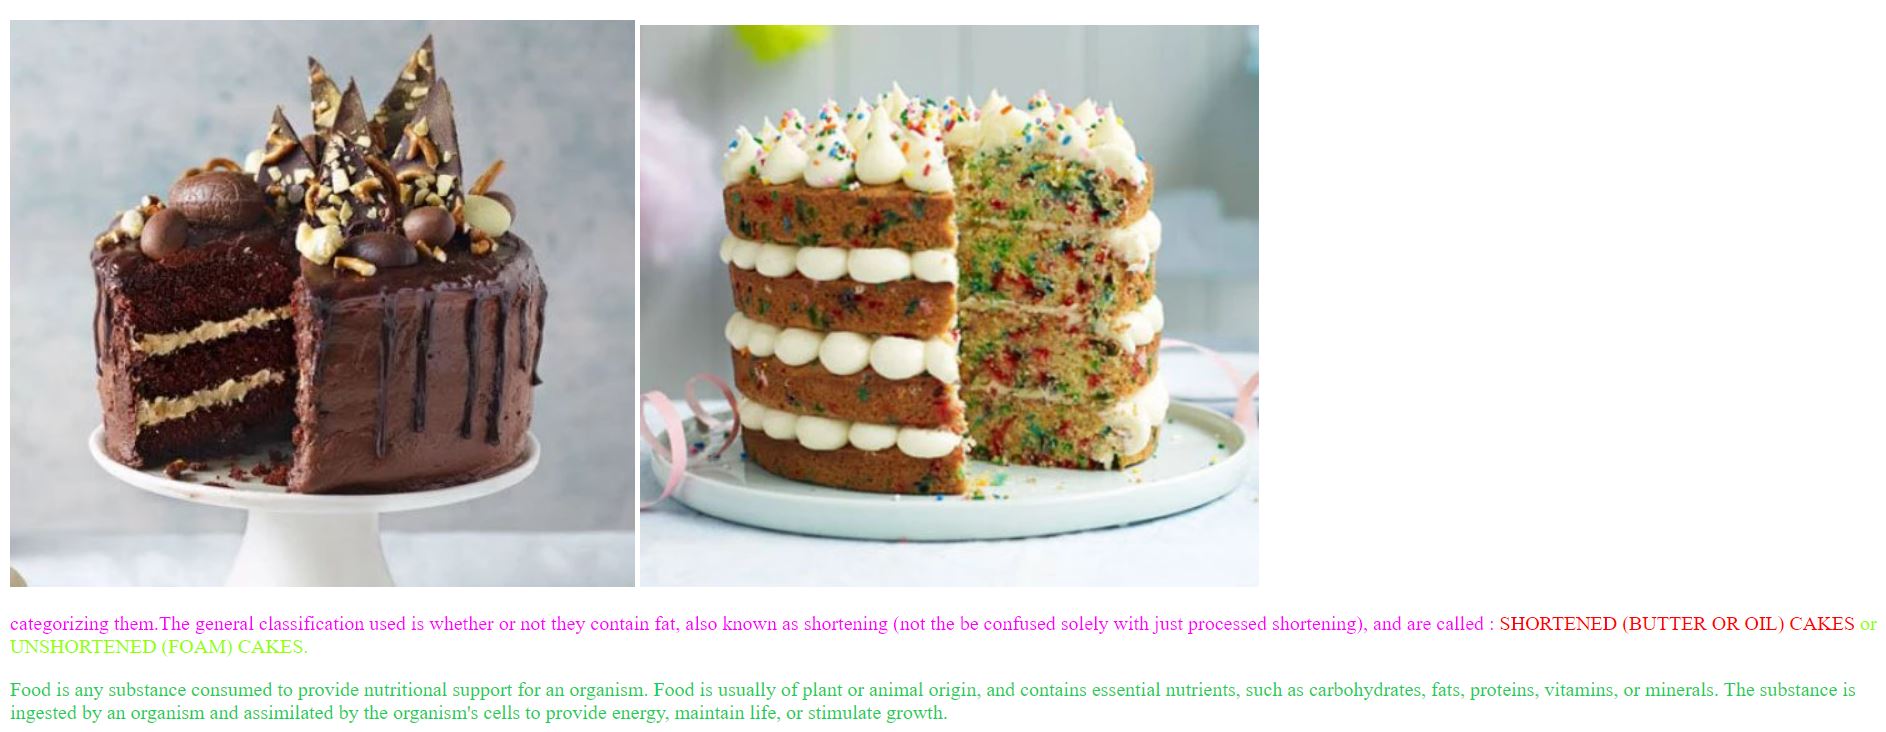 categorizing them.The general classification used is whether or not they contain fat, also known as shortening (not the be confused solely with just processed shortening), and are called : SHORTENED (BUTTER OR OIL) CAKES or
UNSHORTENED (FOAM) CAKES.
Food is any substance consumed to provide nutritional support for an organism. Food is usually of plant or animal origin, and contains essential nutrients, such as carbohydrates, fats, proteins, vitamins, or minerals. The substance is
ingested by an organism and assimilated by the organism's cells to provide energy, maintain life, or stimulate growth.